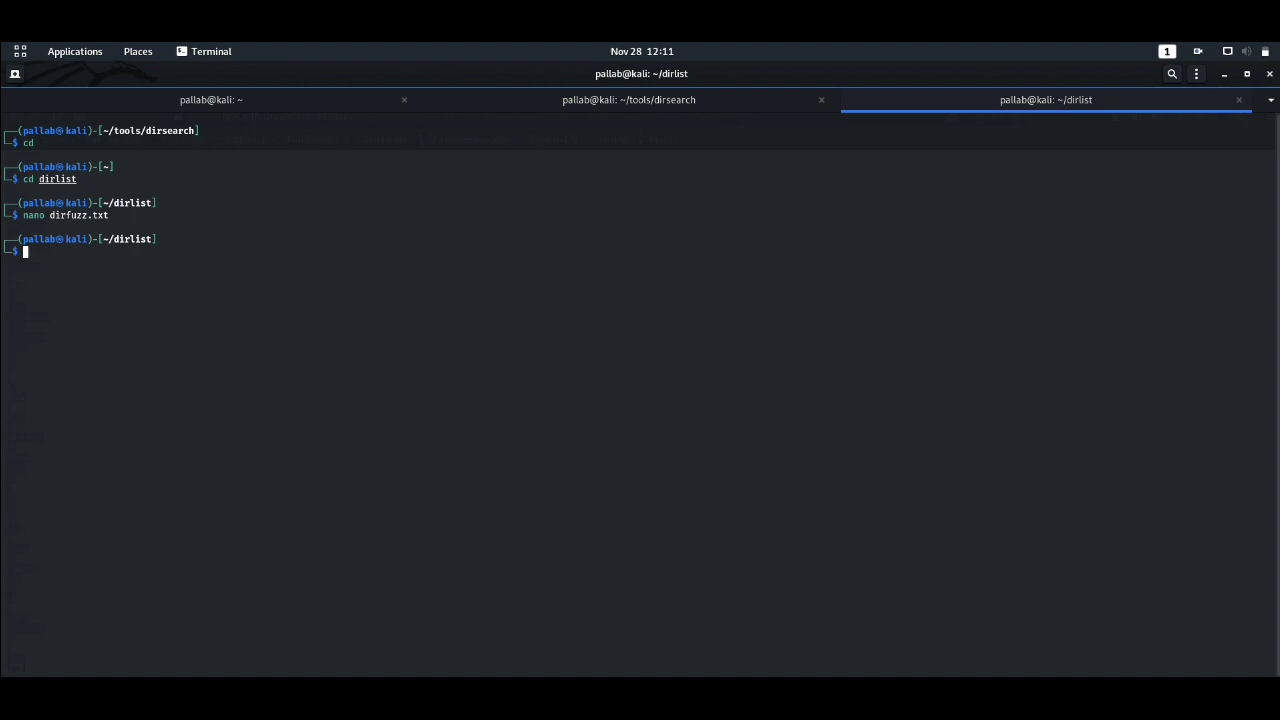 Applications Places Terminal Nov 28 12:11 1
pallab@kali: ~/dirlist
pallab@kali: ~ × pallab@kali: ~/tools/dirsearch × pallab@kali: ~/dirlist ×
┌──(pallab㉿kali)-[~/tools/dirsearch]
└─$ cd
┌──(pallab㉿kali)-[~]
└─$ cd dirlist
┌──(pallab㉿kali)-[~/dirlist]
└─$ nano dirfuzz.txt
┌──(pallab㉿kali)-[~/dirlist]
└─$